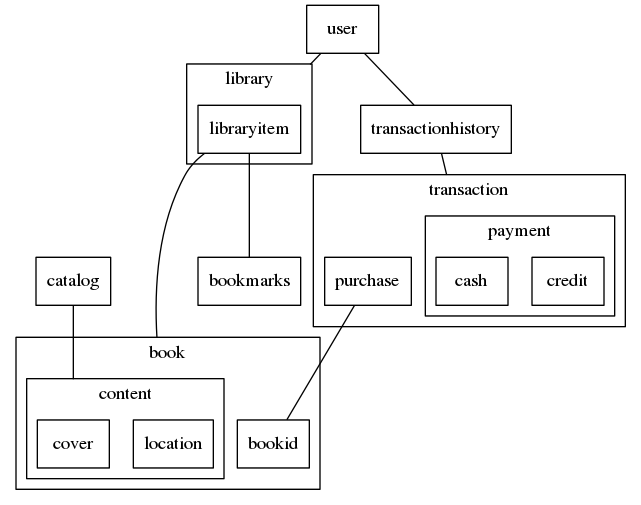 user
library
libraryitem
transactionhistory
transaction
payment
catalog
bookmarks
purchase
cash
credit
book
content
cover
location
bookid